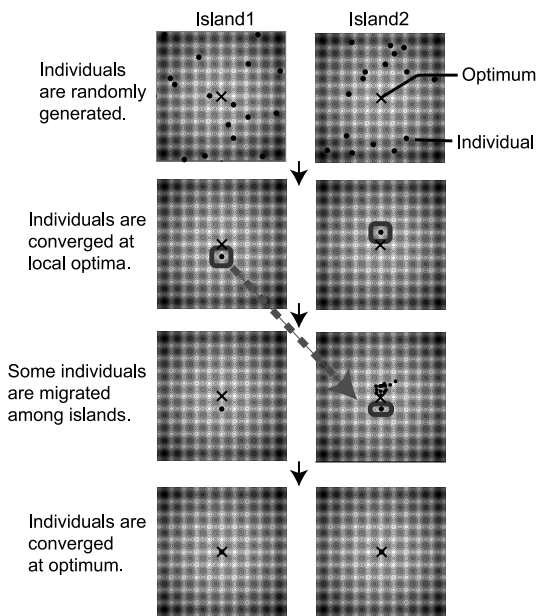 Island1
Island2
Individuals
are randomly
generated.
Optimum
Individual
Individuals are
converged at
local optima.
Some individuals
are migrated
among islands.
Individuals are
converged
at optimum.